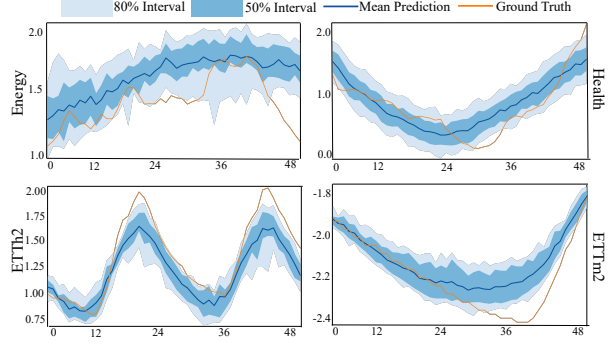 80% Interval 50% Interval Mean Prediction Ground Truth
Energy
2.0
1.5
1.0
0 12 24 36 48
2.0
1.0
0.0
0 12 24 36 48
Health
ETTh2
2.00
1.75
1.50
1.25
1.00
0.75
0 12 24 36 48
-1.8
-2.0
-2.2
-2.4
0 12 24 36 48
ETTm2